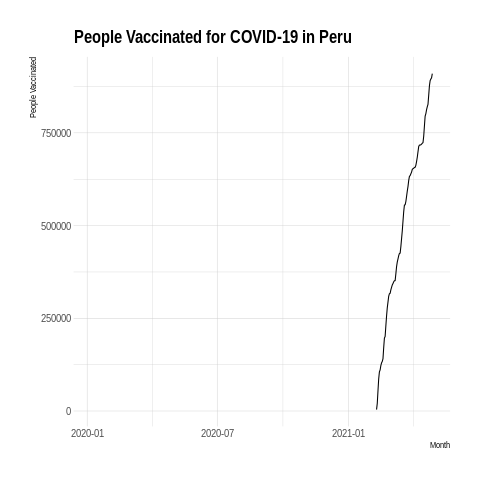 People Vaccinated for COVID-19 in Peru
People Vaccinated
750000
500000
250000
0
2020-01
2020-07
2021-01
Month